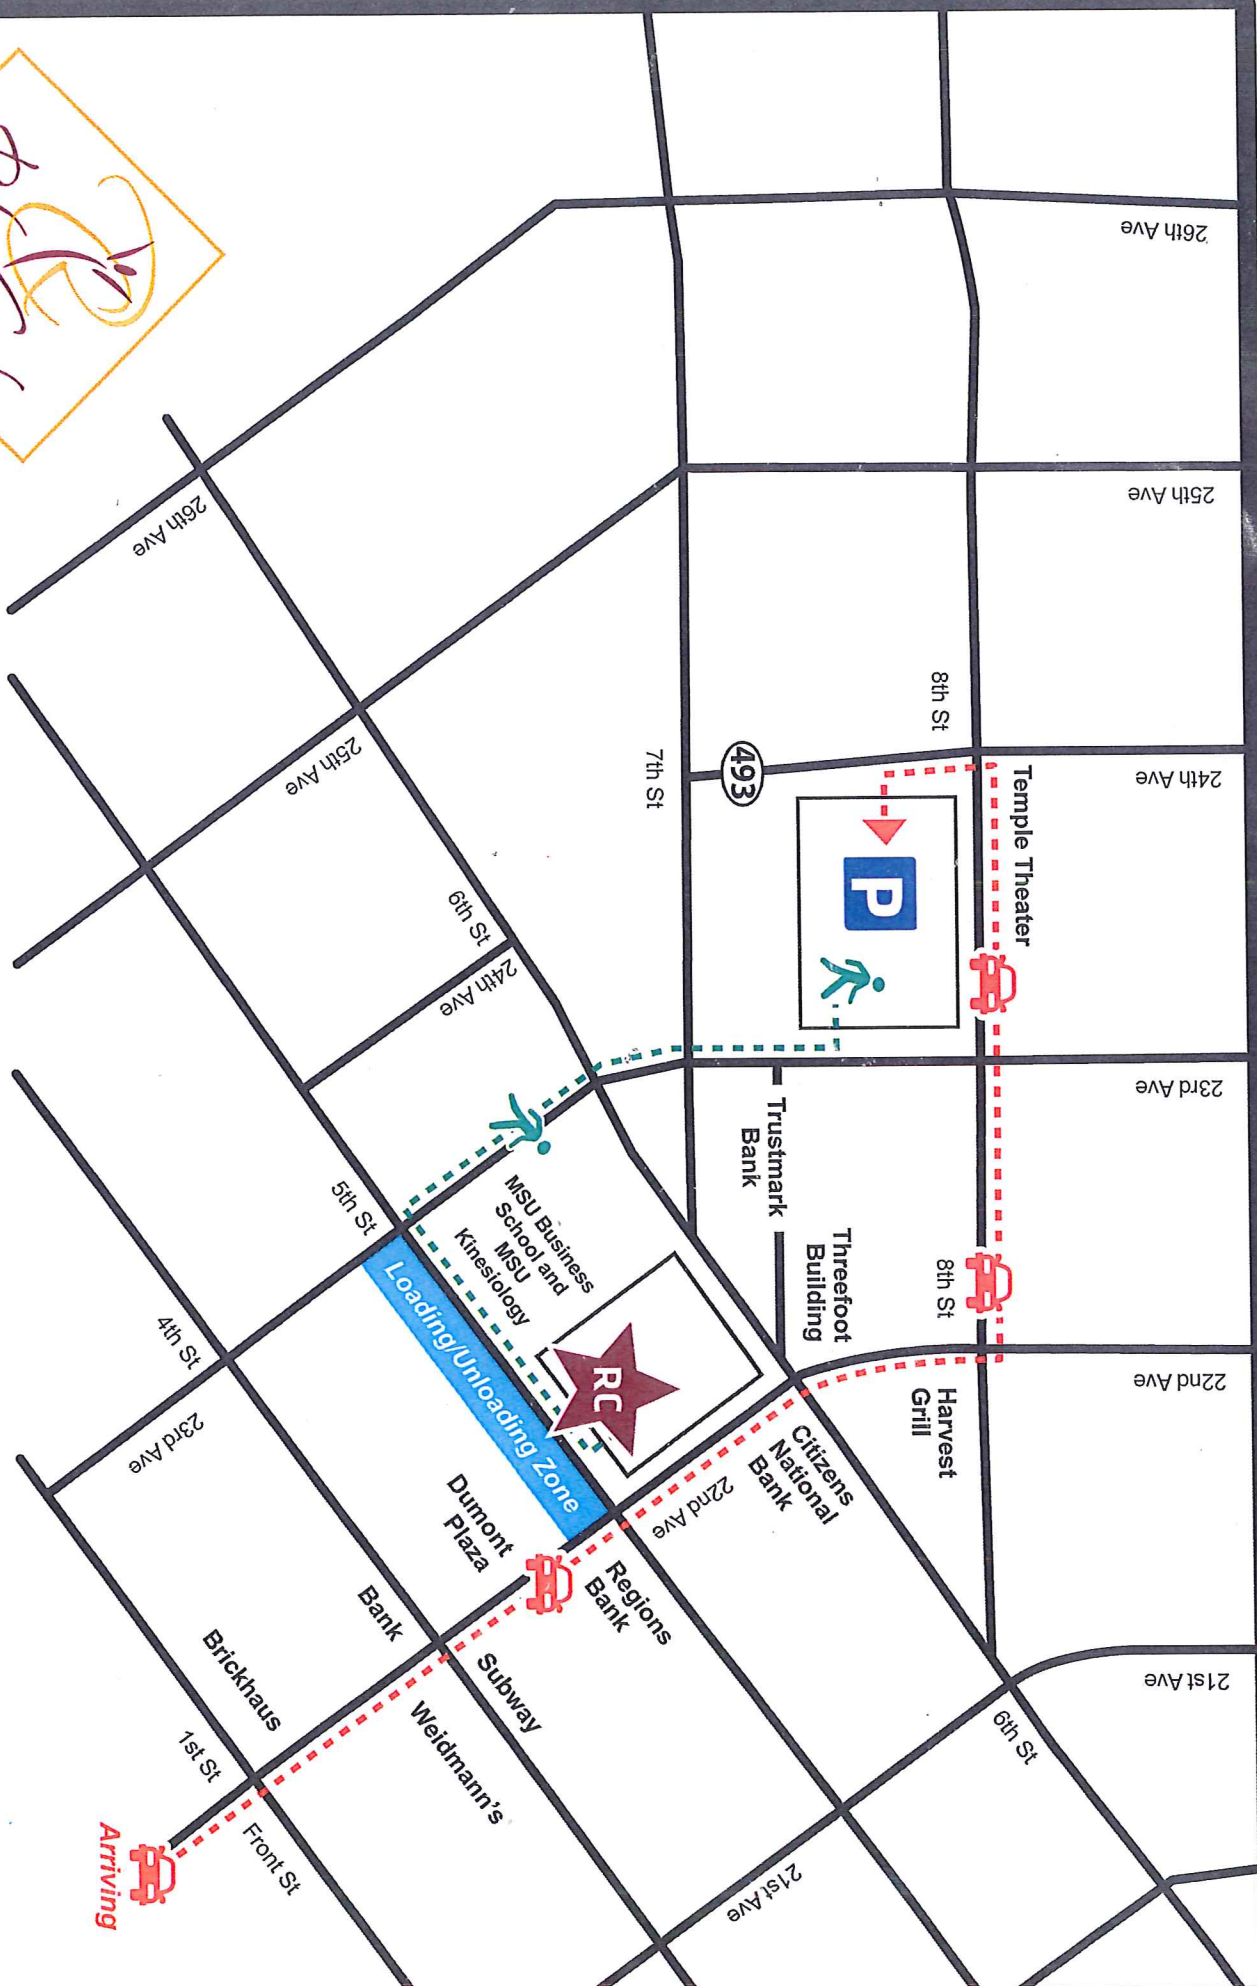 26th Ave
25th Ave
24th Ave
23rd Ave
22nd Ave
21st Ave
8th St
Temple Theater
8th St
Harvest
Grill
493
P
7th St
Trustmark
Bank
Threefoot
Building
Citizens
National
Bank
22nd Ave
6th St
26th Ave
25th Ave
6th St
24th Ave
MSU Business
School and
MSU
Kinesiology
RC
Regions
Bank
5th St
Loading/Unloading Zone
Dumont
Plaza
Subway
Weidmann's
21st Ave
4th St
23rd Ave
Bank
Brickhaus
1st St
Front St
Arriving